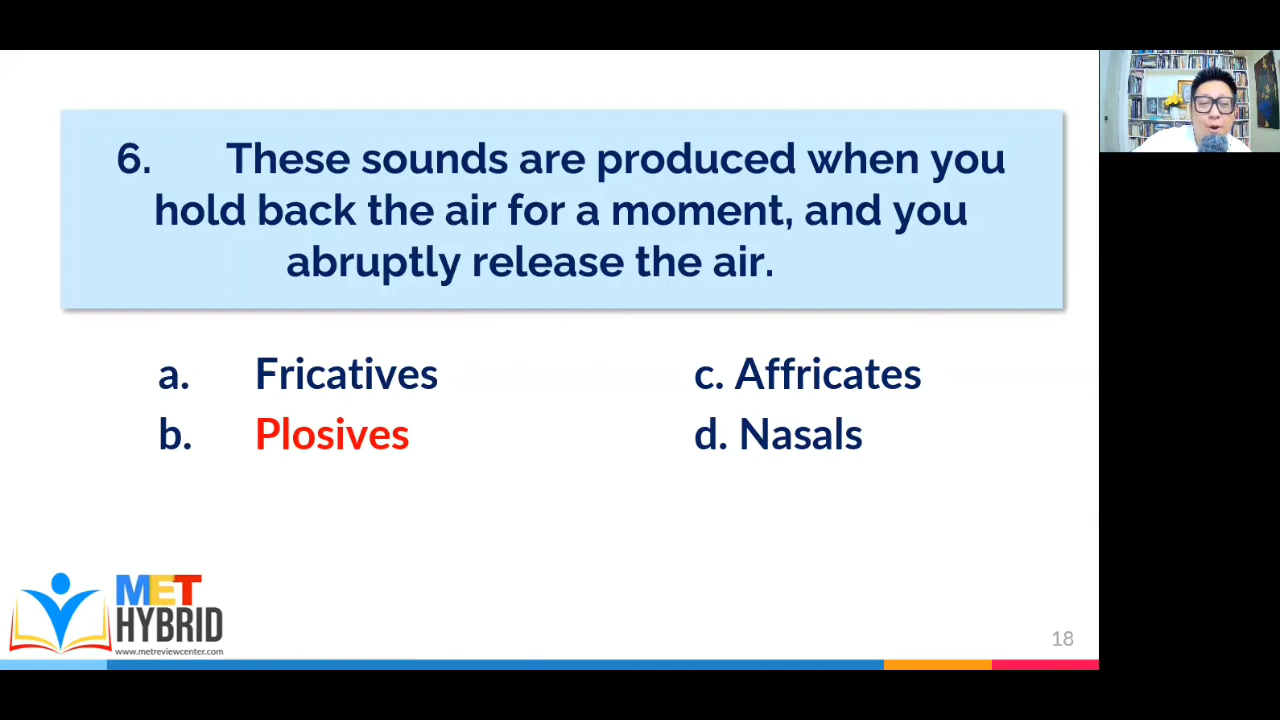 6. These sounds are produced when you
hold back the air for a moment, and you
abruptly release the air.
a. Fricatives
b. Plosives
c. Affricates
d. Nasals
MET
HYBRID
www.metreviewcenter.com
18